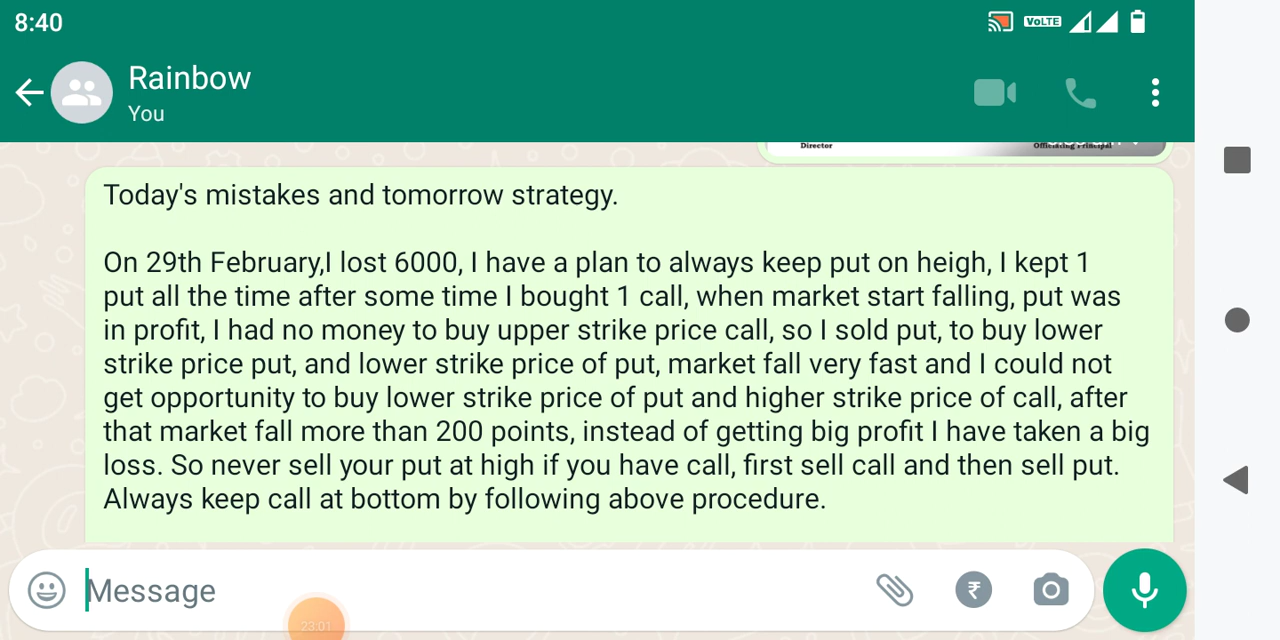 8:40
VoLTE
Rainbow
You
Director
Officiating Principal
Today's mistakes and tomorrow strategy.
On 29th February,I lost 6000, I have a plan to always keep put on heigh, I kept 1
put all the time after some time I bought 1 call, when market start falling, put was
in profit, I had no money to buy upper strike price call, so I sold put, to buy lower
strike price put, and lower strike price of put, market fall very fast and I could not
get opportunity to buy lower strike price of put and higher strike price of call, after
that market fall more than 200 points, instead of getting big profit I have taken a big
loss. So never sell your put at high if you have call, first sell call and then sell put.
Always keep call at bottom by following above procedure.
Message
₹
23:01